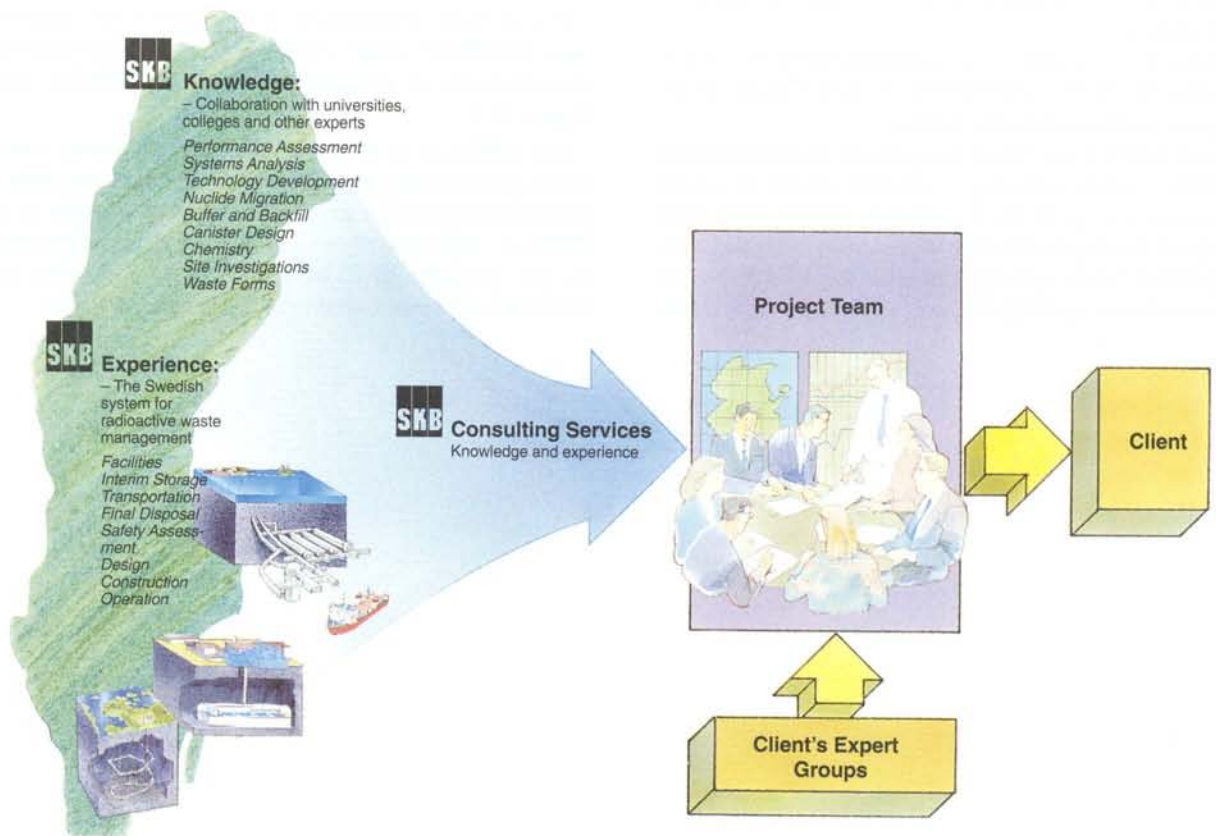 SKB
Knowledge:
– Collaboration with universities,
colleges and other experts
Performance Assessment
Systems Analysis
Technology Development
Nuclide Migration
Buffer and Backfill
Canister Design
Chemistry
Site Investigations
Waste Forms
SKB
Experience:
– The Swedish
system for
radioactive waste
management
Facilities
Interim Storage
Transportation
Final Disposal
Safety Assess-
ment
Design
Construction
Operation
SKB
Consulting Services
Knowledge and experience
Project Team
Client
Client's Expert
Groups